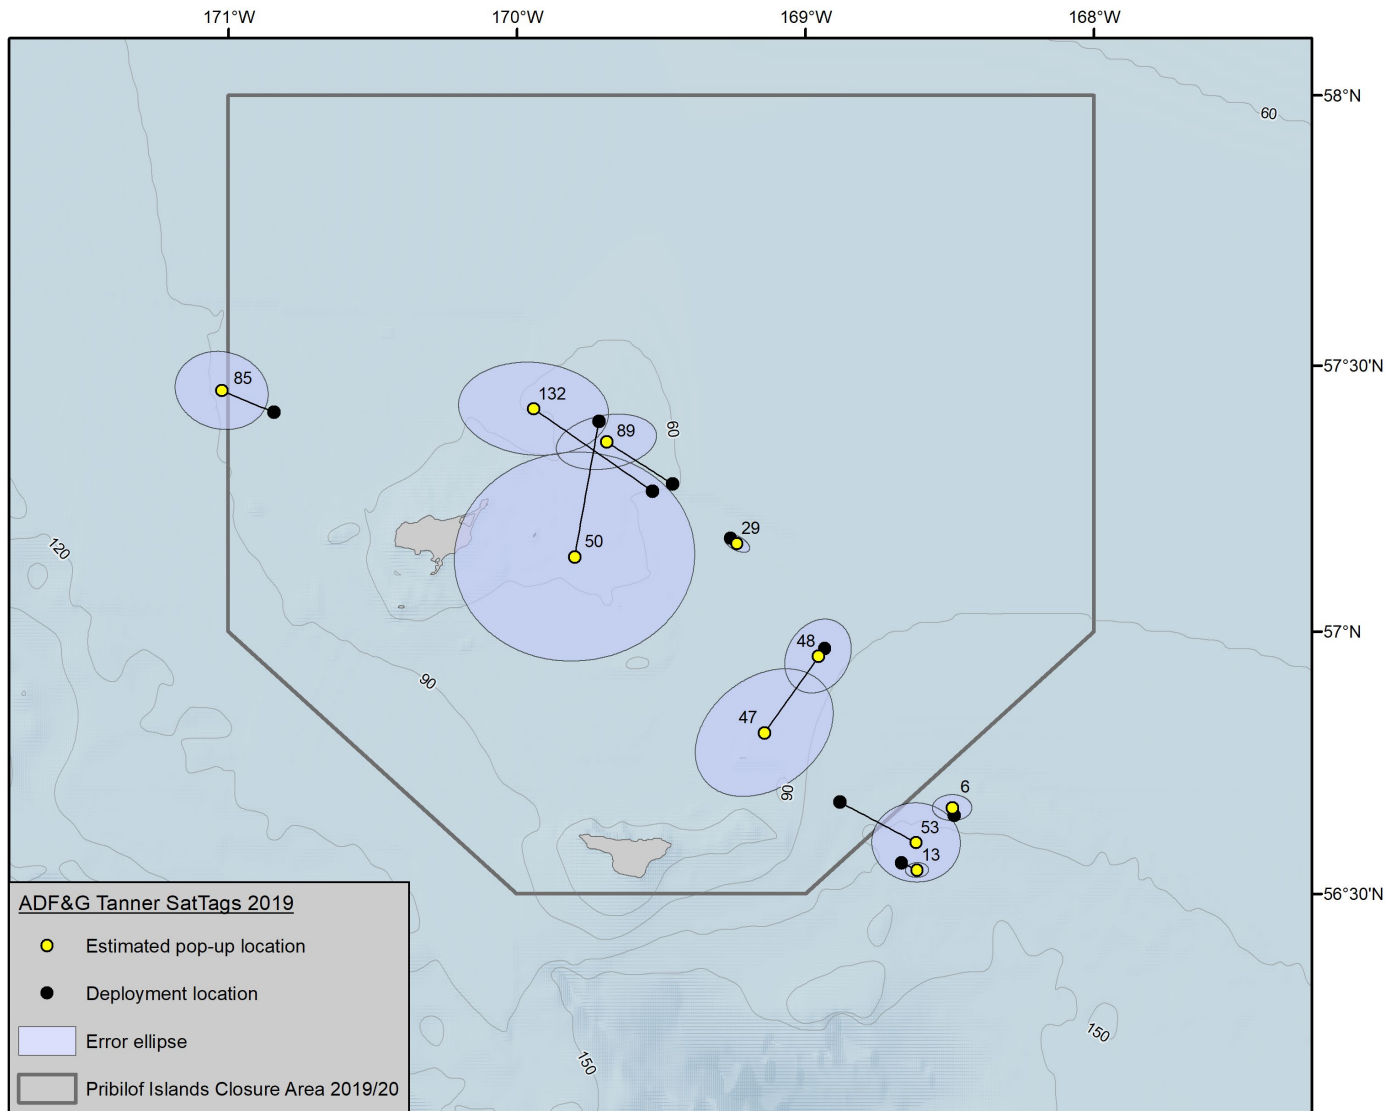 171°W 170°W 169°W 168°W
58°N
60
57°30'N
85
132
89
60
29
50
120
57°N
48
90
47
90
6
53
13
56°30'N
ADF&G Tanner SatTags 2019
Estimated pop-up location
Deployment location
Error ellipse
Pribilof Islands Closure Area 2019/20
150
150